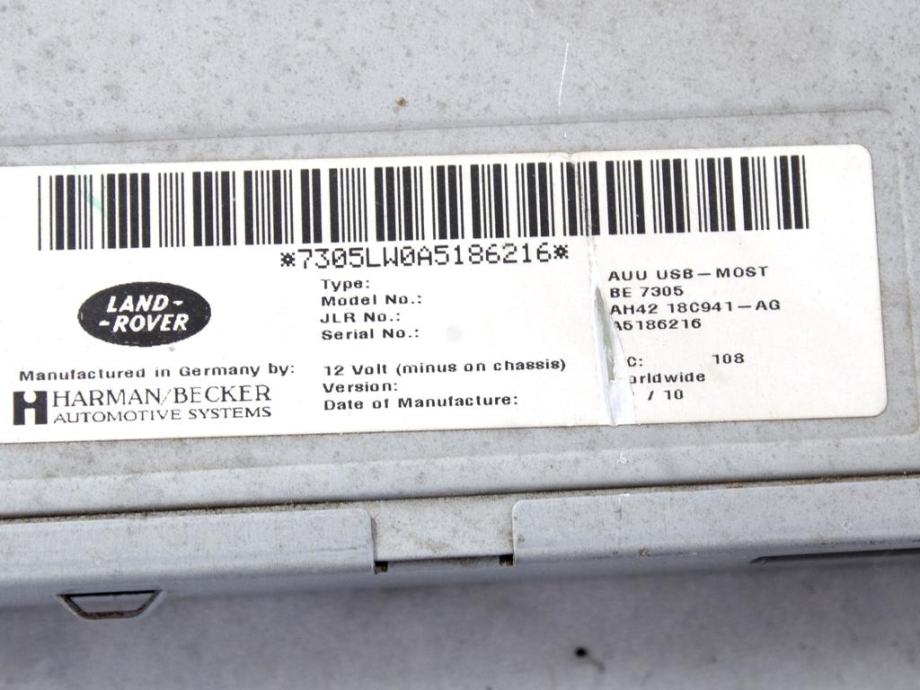 *7305LW0A5186216*
LAND-
-ROVER
Type: AUU USB-MOST
Model No.: BE 7305
JLR No.: AH42 18C941-AG
Serial No.: A5186216
Manufactured in Germany by:
HARMAN/BECKER
AUTOMOTIVE SYSTEMS
12 Volt (minus on chassis) C: 108
Version: orldwide
Date of Manufacture: / 10